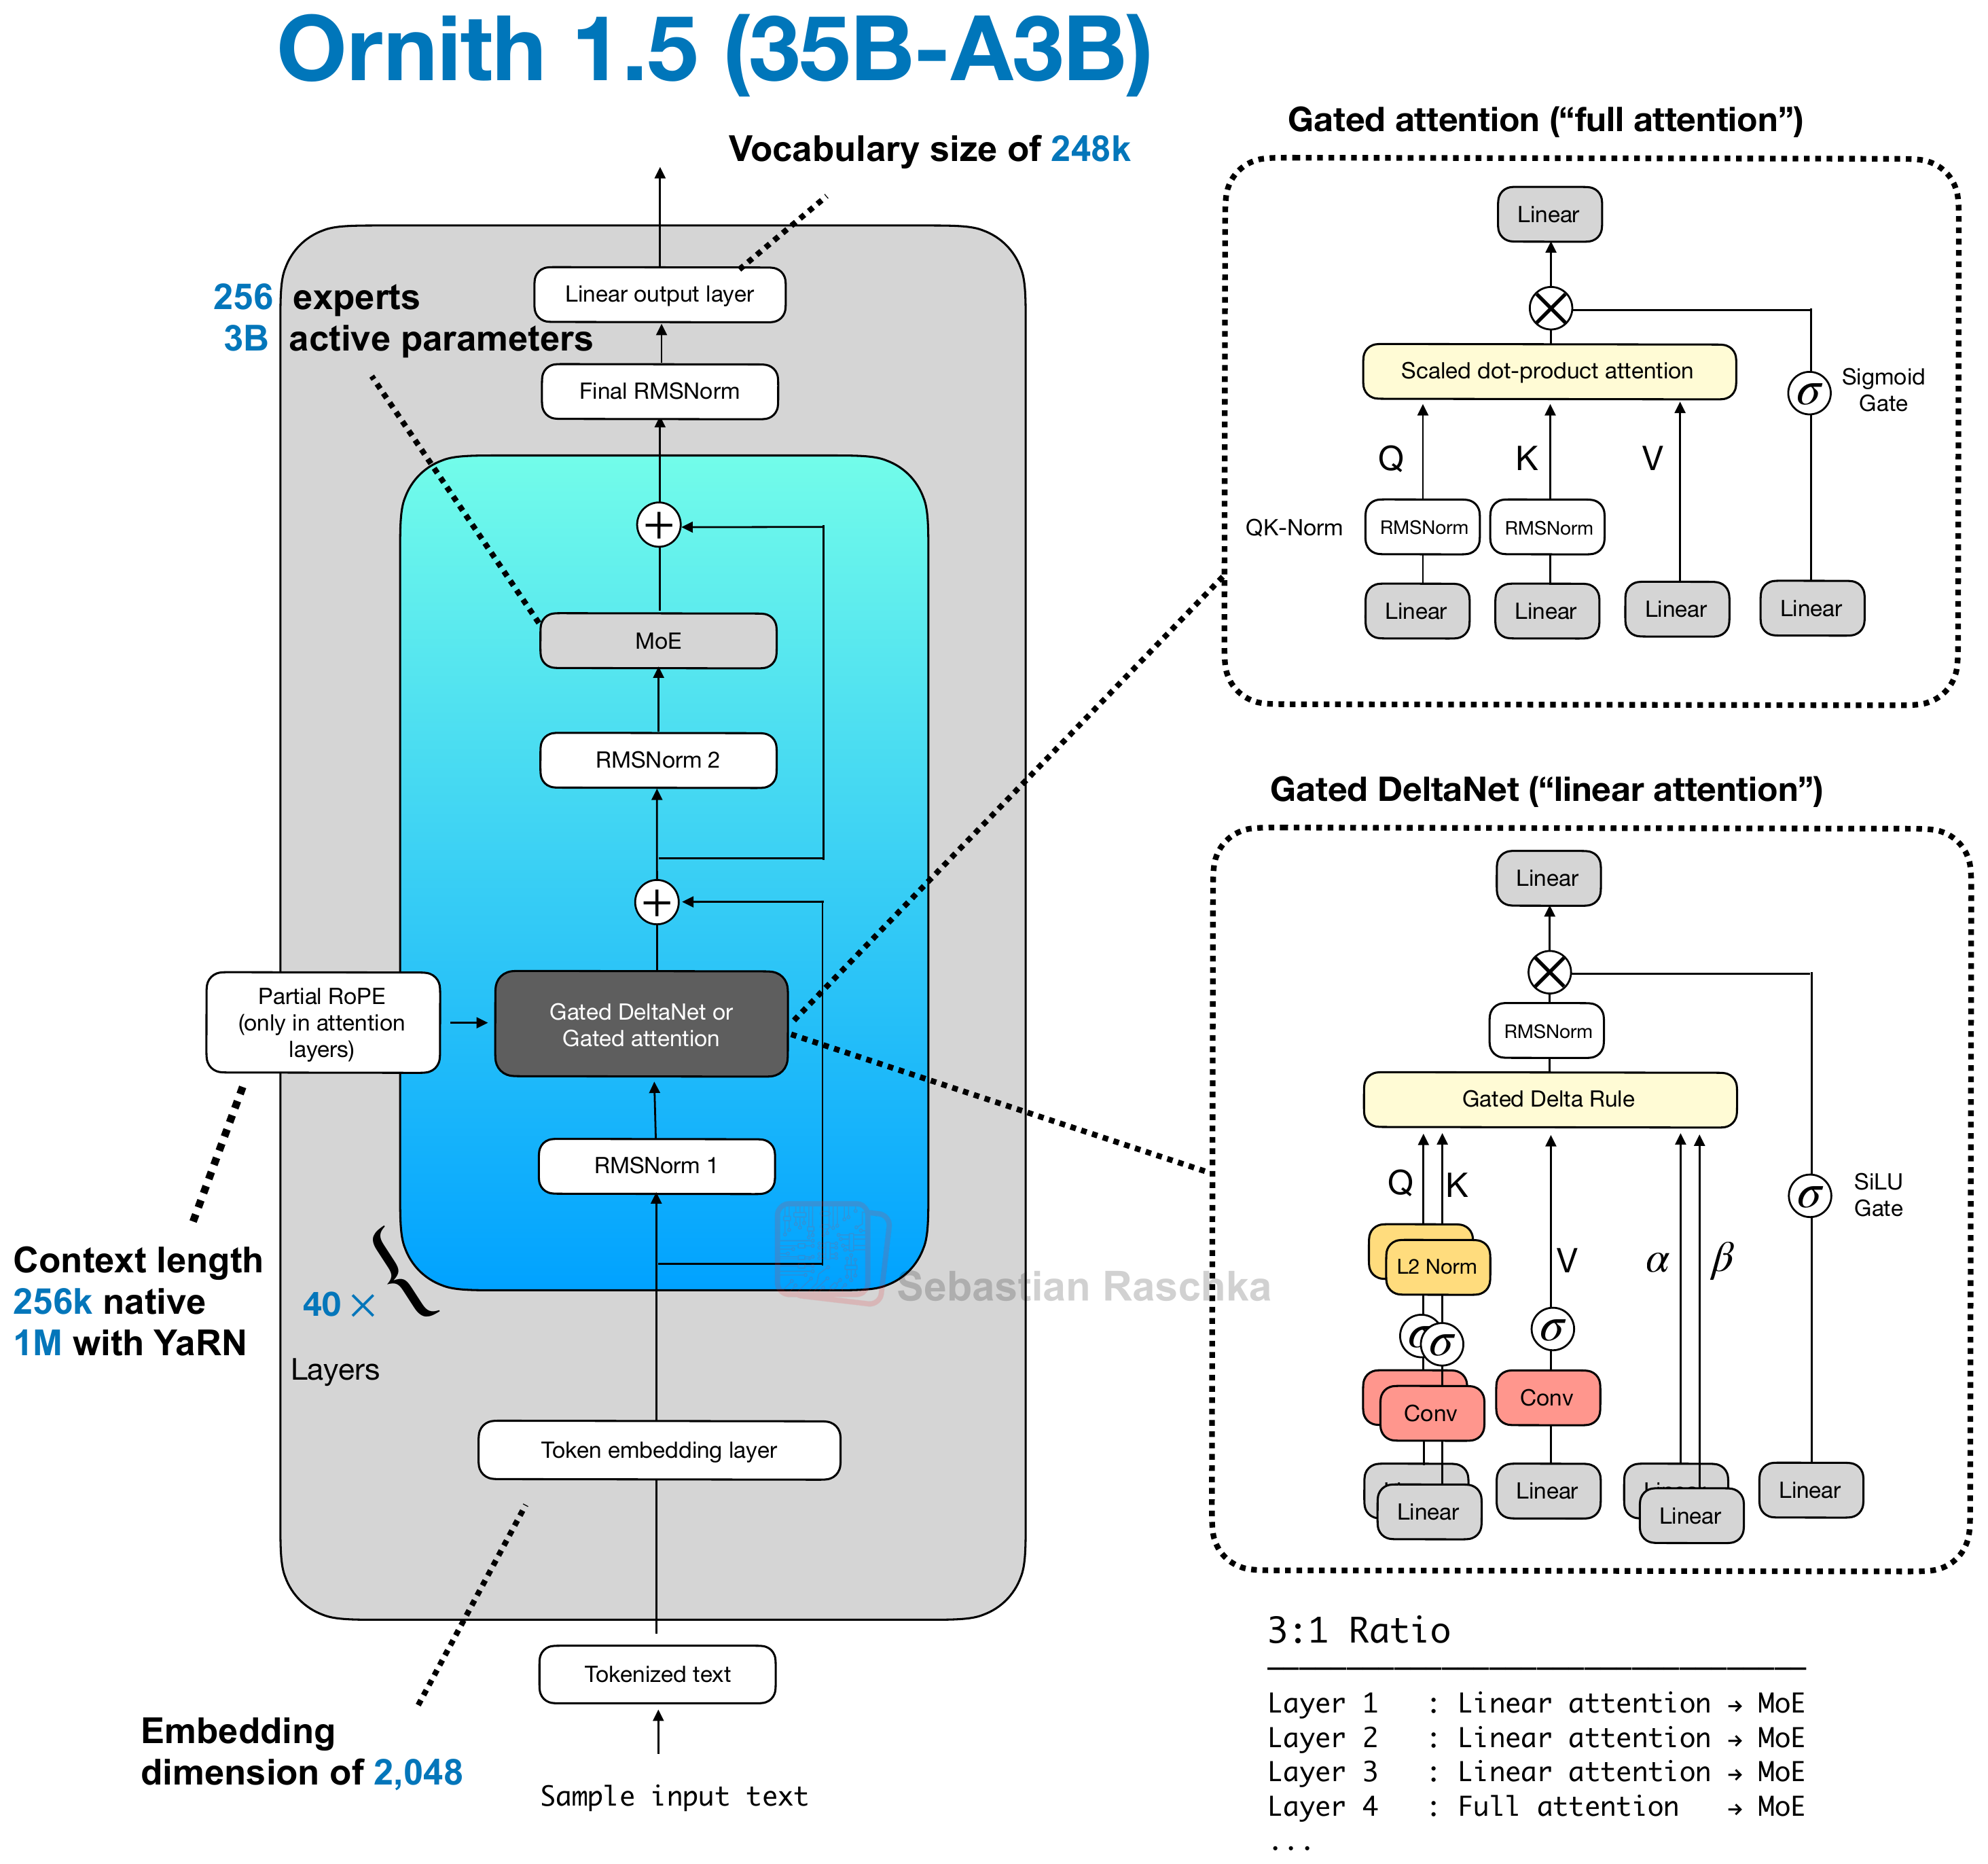 Ornith 1.5 (35B-A3B)
Vocabulary size of 248k
256 experts
3B active parameters
Linear output layer
Final RMSNorm
MoE
RMSNorm 2
Gated DeltaNet or
Gated attention
Partial RoPE
(only in attention
layers)
RMSNorm 1
Context length
256k native
1M with YaRN
40 ×
Layers
Token embedding layer
Tokenized text
Embedding
dimension of 2,048
Sample input text
Sebastian Raschka
Gated attention (“full attention”)
Linear
Scaled dot-product attention
σ
Sigmoid
Gate
Q
K
V
QK-Norm
RMSNorm
RMSNorm
Linear
Linear
Linear
Linear
Gated DeltaNet (“linear attention”)
Linear
RMSNorm
Gated Delta Rule
Q
K
σ
SiLU
Gate
L2 Norm
V
α
β
σ
σ
σ
Conv
Conv
Linear
Linear
Linear
Linear
Linear
3:1 Ratio
Layer 1 : Linear attention → MoE
Layer 2 : Linear attention → MoE
Layer 3 : Linear attention → MoE
Layer 4 : Full attention → MoE
...